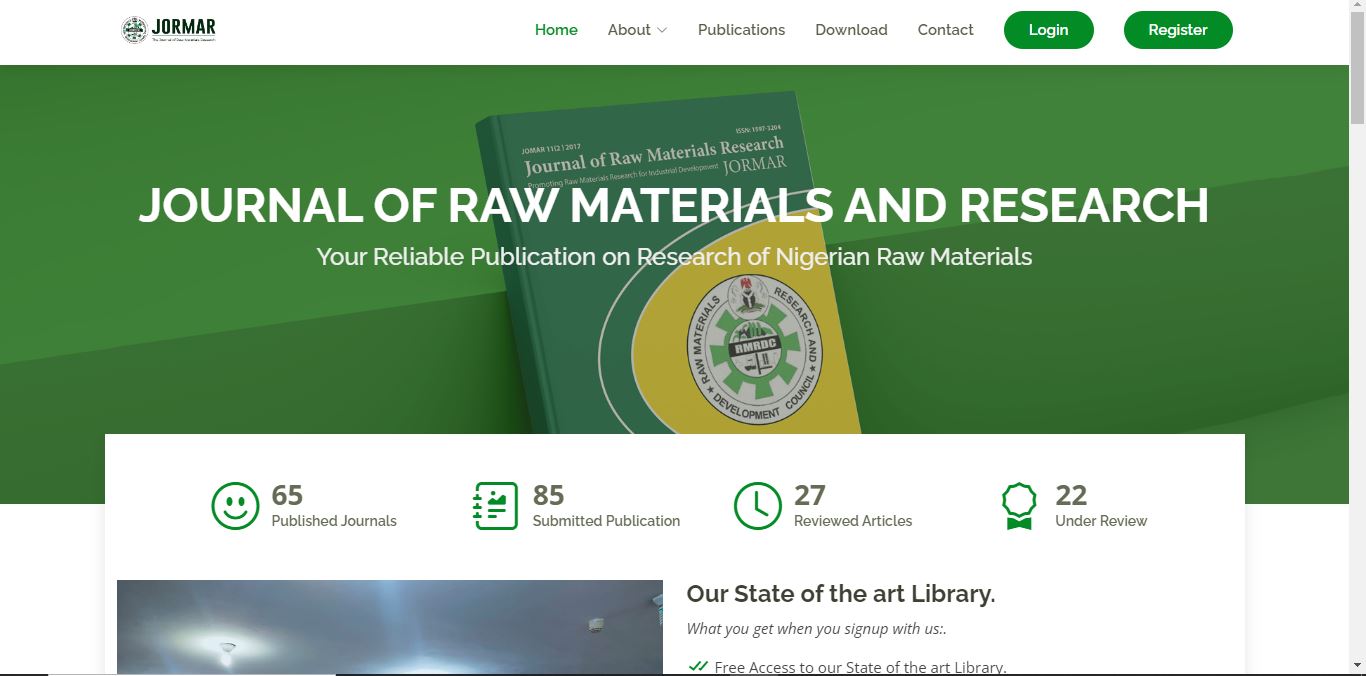 JORMAR
The Journal of Raw Materials Research
Home
About
Publications
Download
Contact
Login
Register
JOMAR 11(2) 2017
ISSN: 1597-3204
Journal of Raw Materials Research
Promoting Raw Materials Research for Industrial Development
JORMAR
JOURNAL OF RAW MATERIALS AND RESEARCH
Your Reliable Publication on Research of Nigerian Raw Materials
RAW MATERIALS RESEARCH AND
DEVELOPMENT COUNCIL
RMRDC
65
Published Journals
85
Submitted Publication
27
Reviewed Articles
22
Under Review
Our State of the art Library.
What you get when you signup with us:.
Free Access to our State of the art Library.